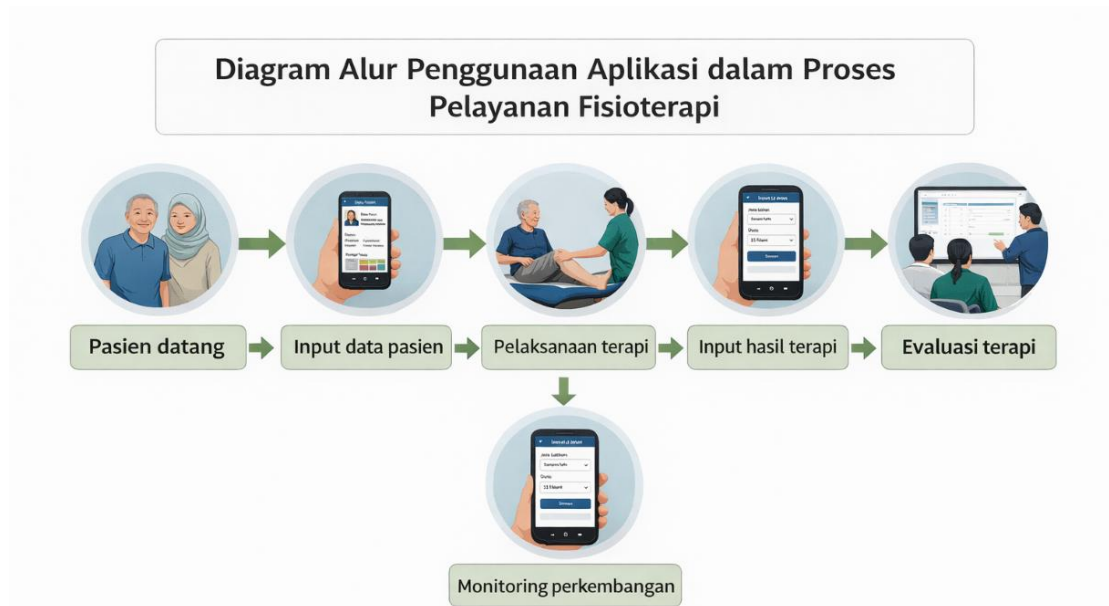 Diagram Alur Penggunaan Aplikasi dalam Proses
Pelayanan Fisioterapi
Pasien datang
Input data pasien
Pelaksanaan terapi
Input hasil terapi
Evaluasi terapi
Monitoring perkembangan